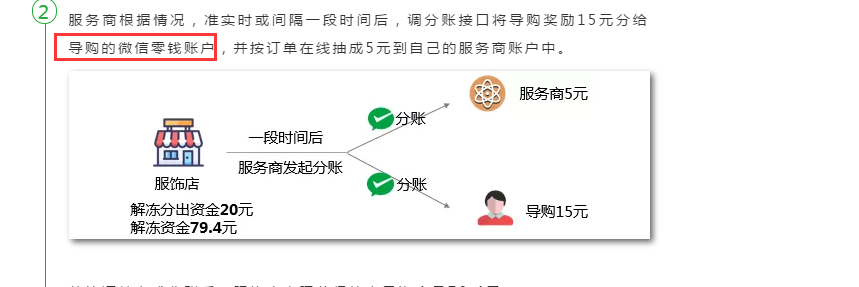 2
服务商根据情况，准实时或间隔一段时间后，调分账接口将导购奖励15元分给
导购的微信零钱账户，并按订单在线抽成5元到自己的服务商账户中。
服务商5元
分账
一段时间后
服务商发起分账
服饰店
分账
导购15元
解冻分出资金20元
解冻资金79.4元